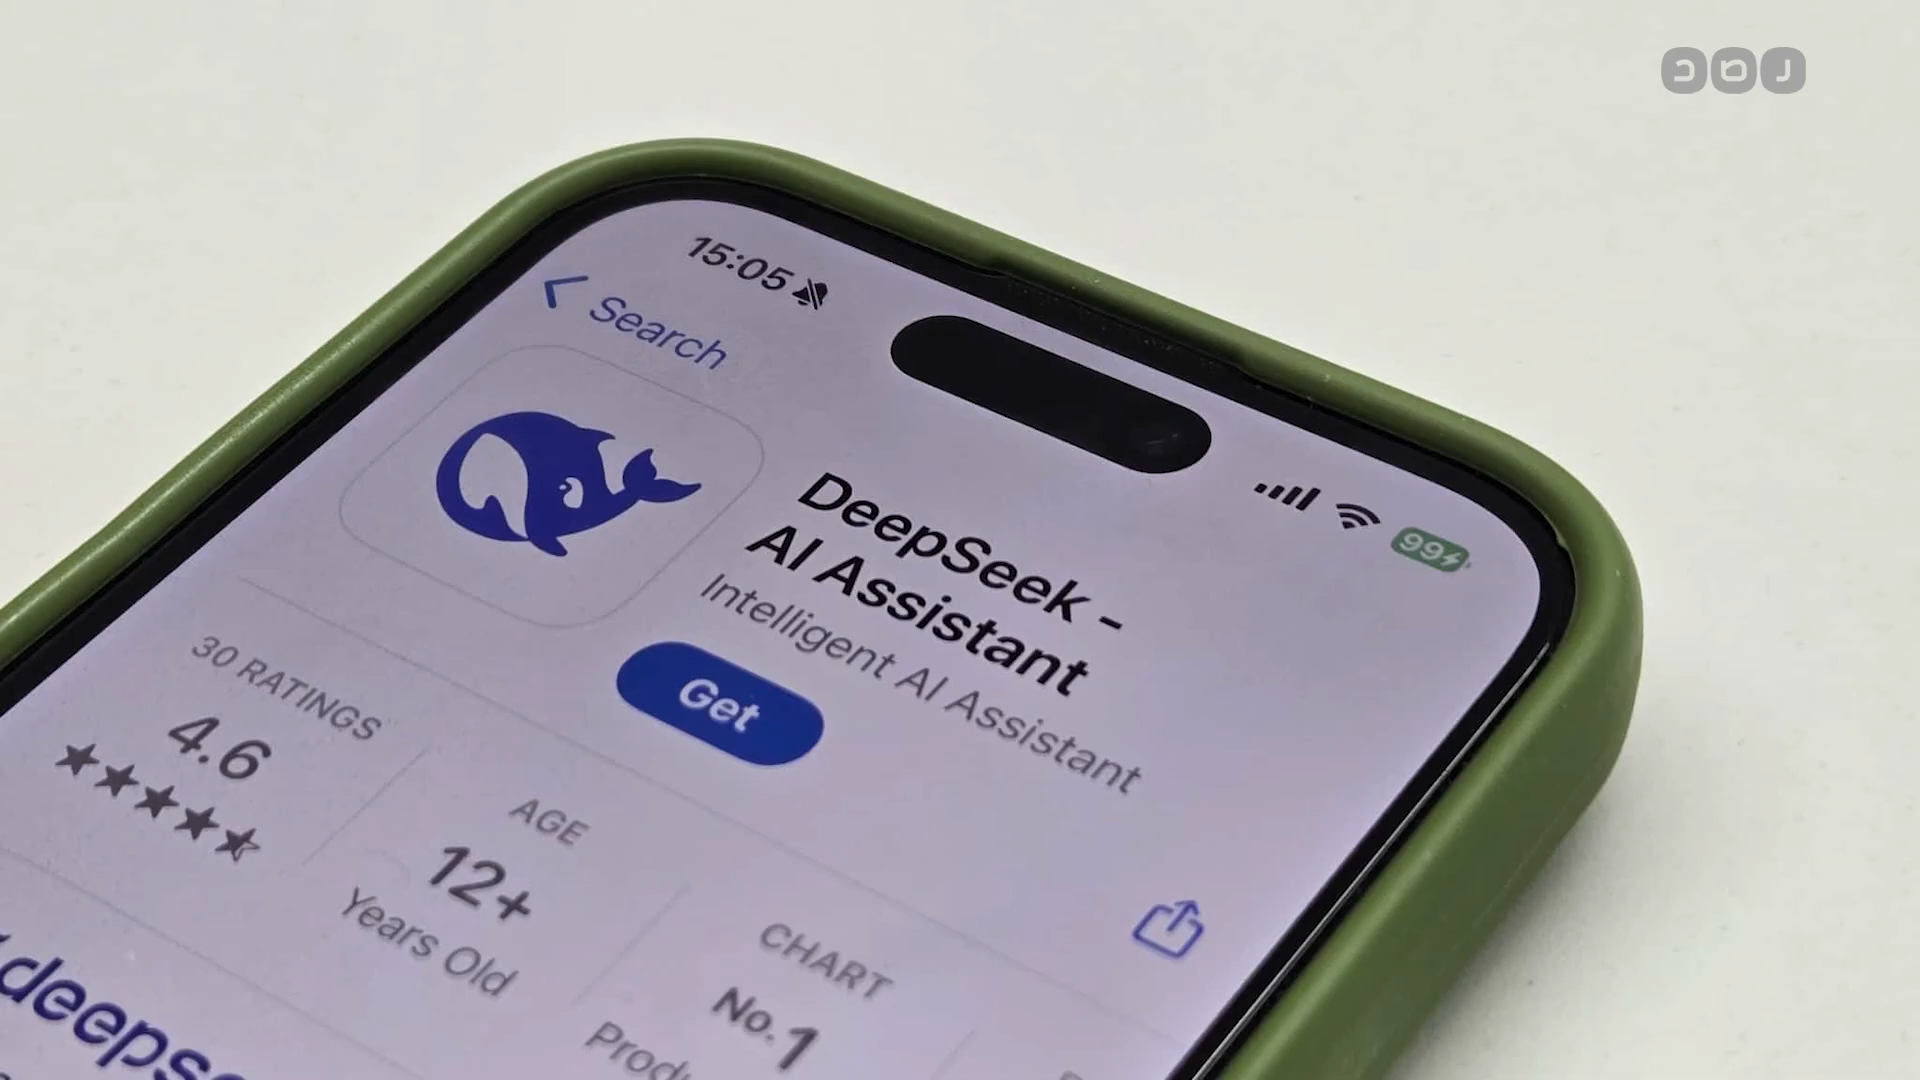 15:05
Search
DeepSeek -
AI Assistant
Intelligent AI Assistant
Get
99
30 RATINGS
4.6
AGE
12+
Years Old
CHART
No.1